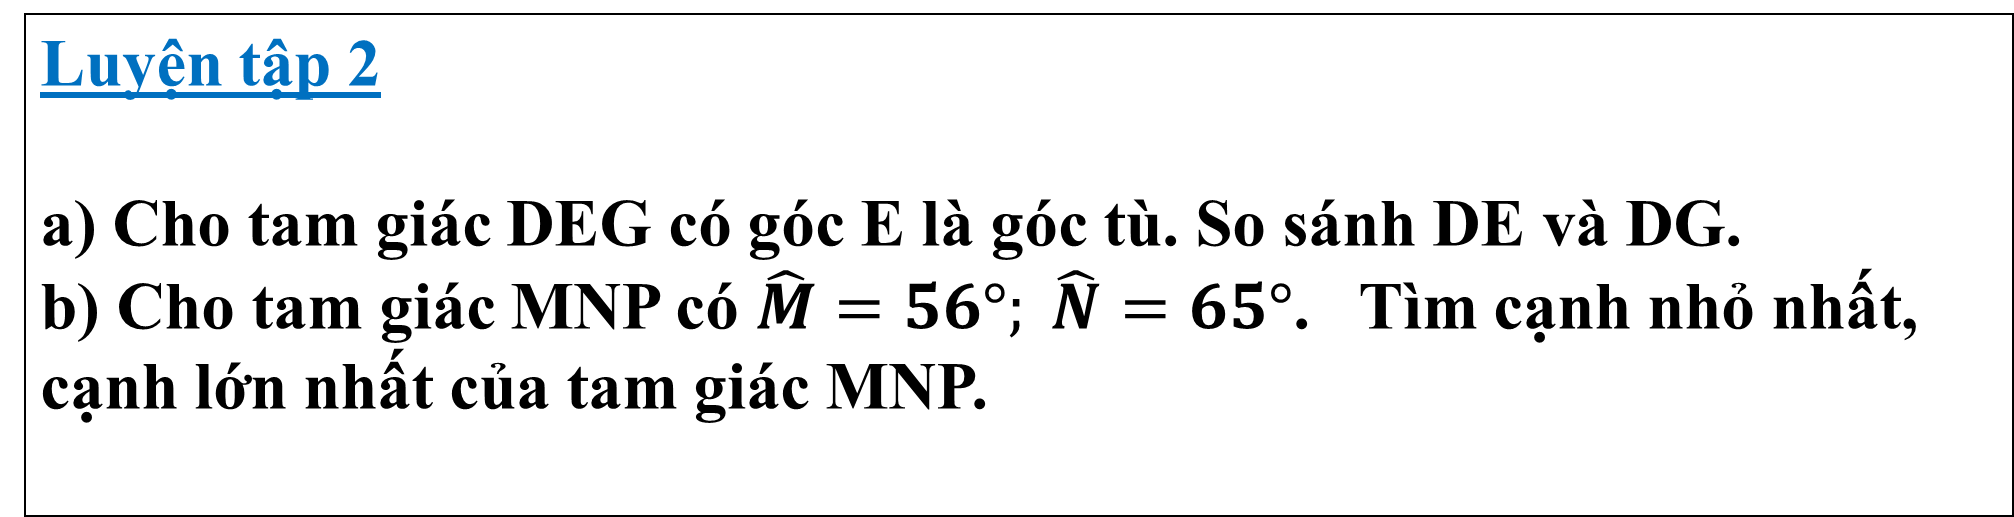 Luyện tập 2
a) Cho tam giác DEG có góc E là góc tù. So sánh DE và DG.
b) Cho tam giác MNP có M̂ = 56°; N̂ = 65°. Tìm cạnh nhỏ nhất,
cạnh lớn nhất của tam giác MNP.